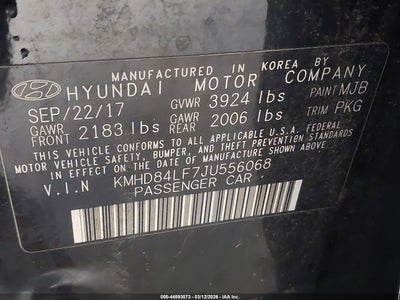 MANUFACTURED IN KOREA BY
HYUNDAI MOTOR COMPANY
SEP/22/17 GVWR 3924 lbs PAINT MJB
GAWR FRONT 2183 lbs GAWR REAR 2006 lbs TRIM PKG
THIS VEHICLE CONFORMS TO ALL APPLICABLE U.S.A. FEDERAL
MOTOR VEHICLE SAFETY, BUMPER, AND THEFT PREVENTION STANDARDS
IN EFFECT ON THE DATE OF MANUFACTURE SHOWN ABOVE.
V.I.N KMHD84LF7JU556068
PASSENGER CAR
000-44593073 - 03/12/2026 - IAA Inc.